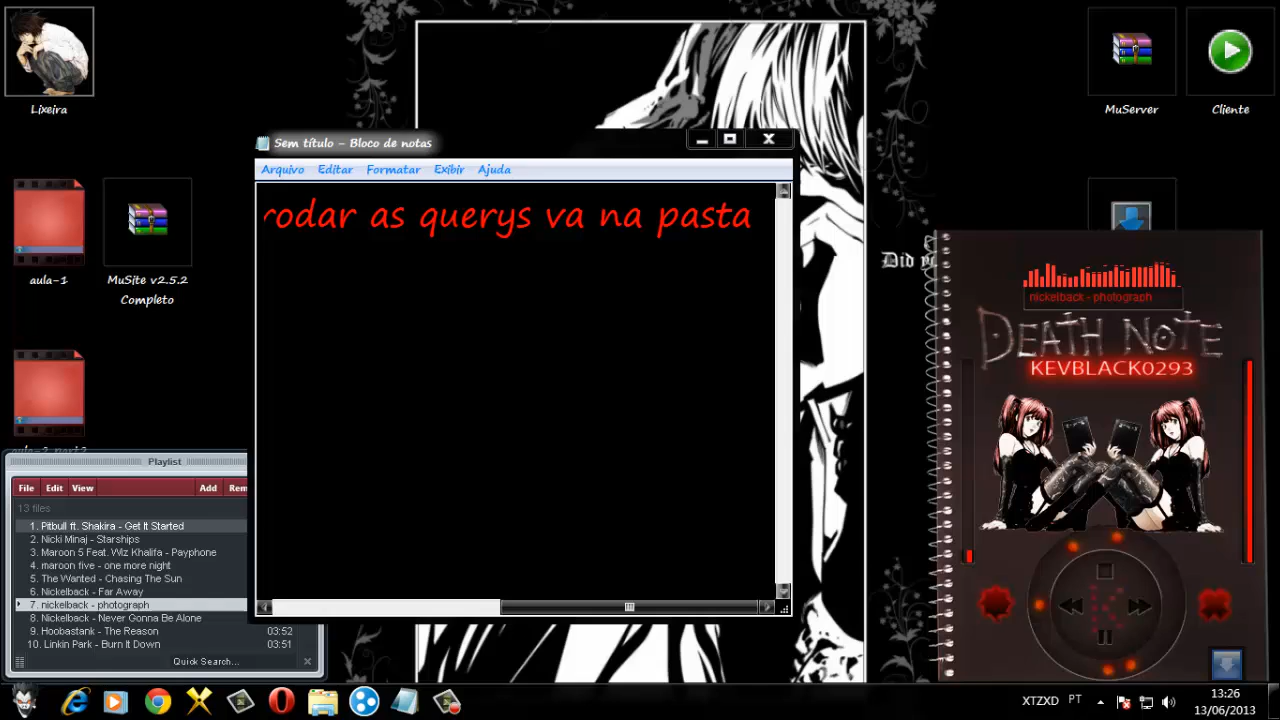 Lixeira
MuServer
Cliente
Sem título - Bloco de notas
Arquivo Editar Formatar Exibir Ajuda
rodar as querys va na pasta
aula-1
MuSite v2.5.2
Completo
Did
nickelback - photograph
DEATH NOTE
KEVBLACK0293
Playlist
File Edit View Add Rem
13 files
1. Pitbull ft. Shakira - Get It Started
2. Nicki Minaj - Starships
3. Maroon 5 Feat. Wiz Khalifa - Payphone
4. maroon five - one more night
5. The Wanted - Chasing The Sun
6. Nickelback - Far Away
7. nickelback - photograph
8. Nickelback - Never Gonna Be Alone
9. Hoobastank - The Reason 03:52
10. Linkin Park - Burn It Down 03:51
Quick Search...
XTZXD PT 13:26
13/06/2013